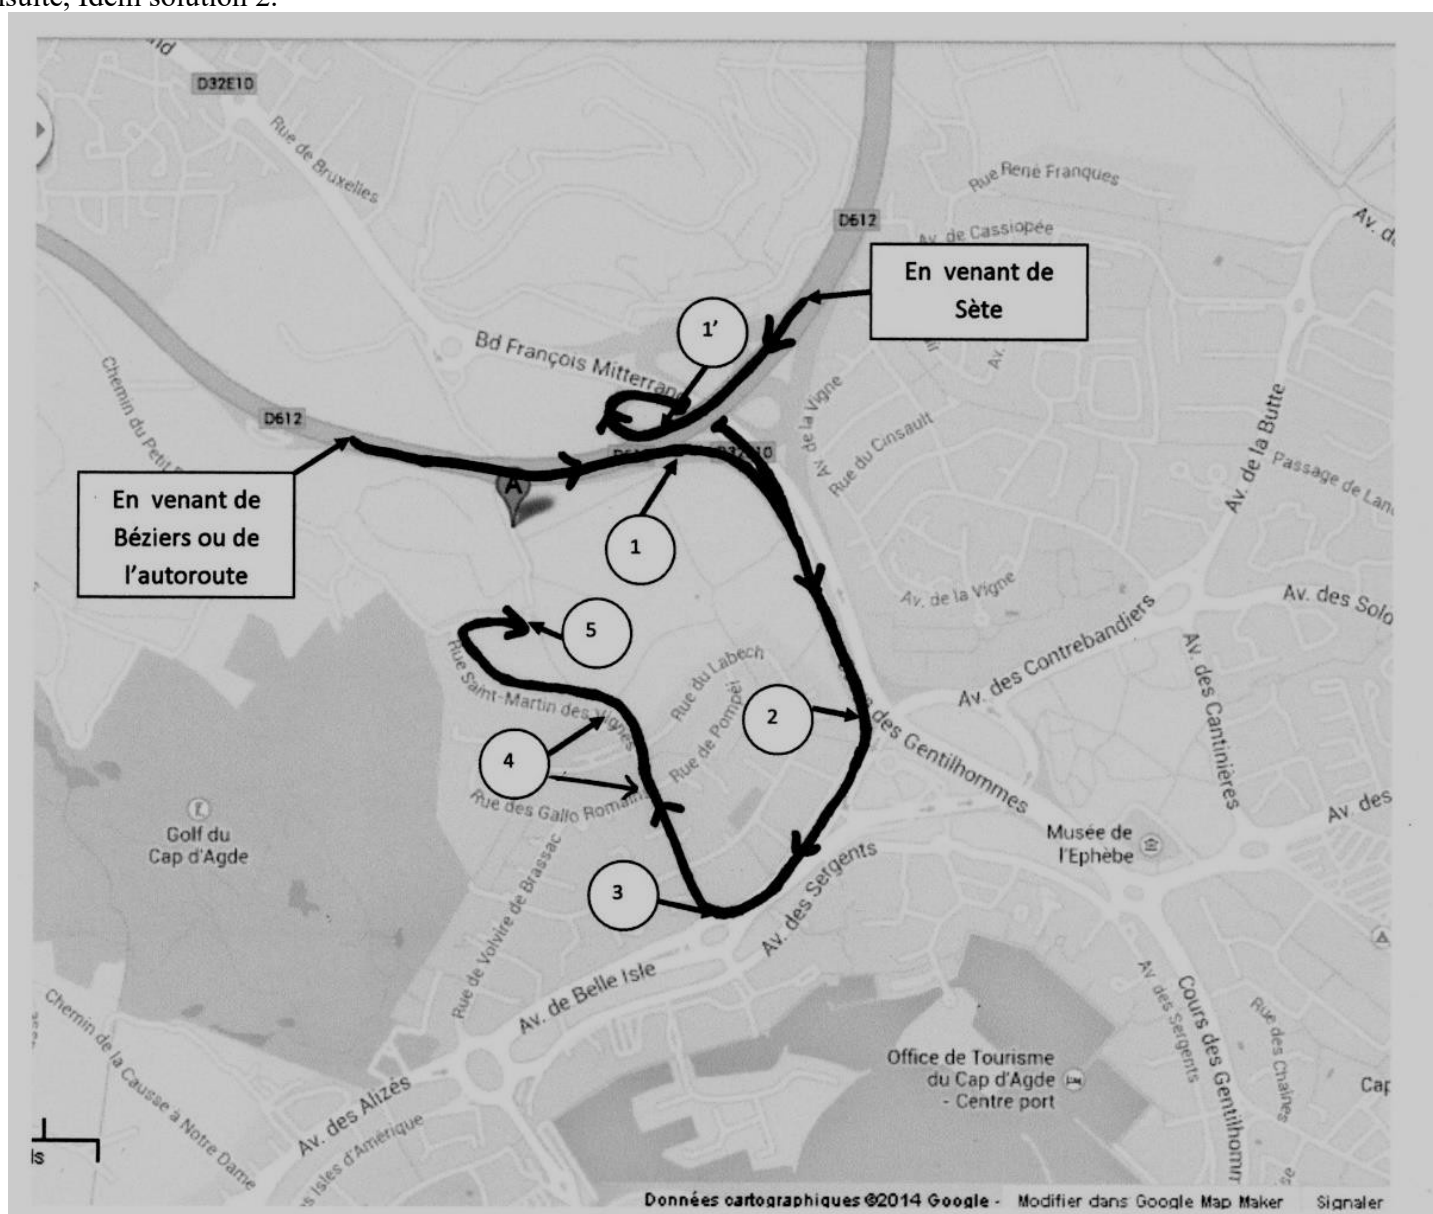 Idem solution 2.
D32E10
Rue de Bruxelles
Rue René Franques
D612
Av. de Cassiopée
En venant de
Sète
1’
Bd François Mitterrand
Chemin du Petit
D612
Av. de la Vigne
Rue du Cinsault
Av. de la Butte
Passage de
A
En venant de
Béziers ou de
l’autoroute
1
Av. de la Vigne
Av. des Contrebandiers
Av. des
5
Rue Saint-Martin des Vignes
Rue du Labech
Rue de Pompéi
2
des Gentilhommes
Av. des Cantinières
4
Rue des Gallo Romains
Av. des
Golf du
Cap d'Agde
Musée de
l'Ephèbe
3
Rue de Volvire de Brassac
Av. des Sergents
Av. de Belle Isle
Av. des Sergents
Cours des Gentilhomm
Rue des Chaînes
Chemin de la Causse à Notre Dame
Av. des Alizés
Isles d'Amérique
Office de Tourisme
du Cap d'Agde
- Centre port
Cap
Données cartographiques ©2014 Google - Modifier dans Google Map Maker Signaler